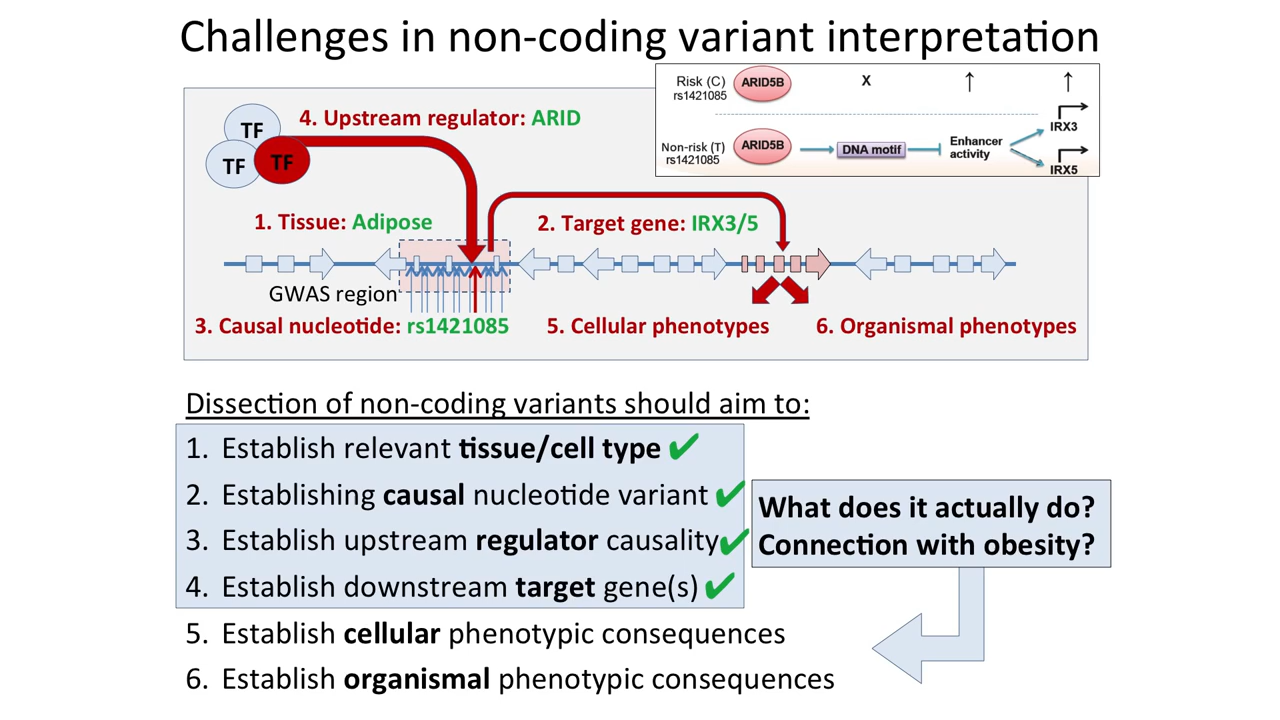 Challenges in non-coding variant interpretation
Risk (C)
rs1421085
ARID5B
X
↑
↑
IRX3
Non-risk (T)
rs1421085
ARID5B
DNA motif
Enhancer
activity
IRX5
TF
TF
TF
4. Upstream regulator: ARID
1. Tissue: Adipose
2. Target gene: IRX3/5
GWAS region
3. Causal nucleotide: rs1421085
5. Cellular phenotypes
6. Organismal phenotypes
Dissection of non-coding variants should aim to:
1. Establish relevant tissue/cell type ✔
2. Establishing causal nucleotide variant ✔
3. Establish upstream regulator causality ✔
4. Establish downstream target gene(s) ✔
5. Establish cellular phenotypic consequences
6. Establish organismal phenotypic consequences
What does it actually do?
Connection with obesity?